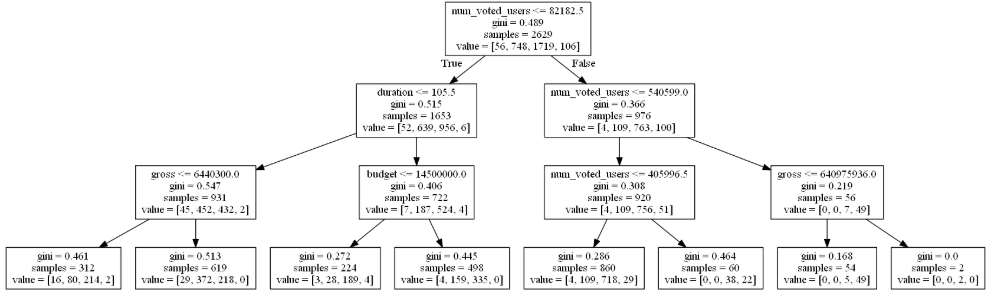 num_voted_users <= 82182.5
gini = 0.489
samples = 2629
value = [56, 748, 1719, 106]
True
False
duration <= 105.5
gini = 0.515
samples = 1653
value = [52, 639, 956, 6]
num_voted_users <= 540599.0
gini = 0.366
samples = 976
value = [4, 109, 763, 100]
gross <= 6440300.0
gini = 0.547
samples = 931
value = [45, 452, 432, 2]
budget <= 14500000.0
gini = 0.406
samples = 722
value = [7, 187, 524, 4]
num_voted_users <= 405996.5
gini = 0.308
samples = 920
value = [4, 109, 756, 51]
gross <= 640975936.0
gini = 0.219
samples = 56
value = [0, 0, 7, 49]
gini = 0.461
samples = 312
value = [16, 80, 214, 2]
gini = 0.513
samples = 619
value = [29, 372, 218, 0]
gini = 0.272
samples = 224
value = [3, 28, 189, 4]
gini = 0.445
samples = 498
value = [4, 159, 335, 0]
gini = 0.286
samples = 860
value = [4, 109, 718, 29]
gini = 0.464
samples = 60
value = [0, 0, 38, 22]
gini = 0.168
samples = 54
value = [0, 0, 5, 49]
gini = 0.0
samples = 2
value = [0, 0, 2, 0]